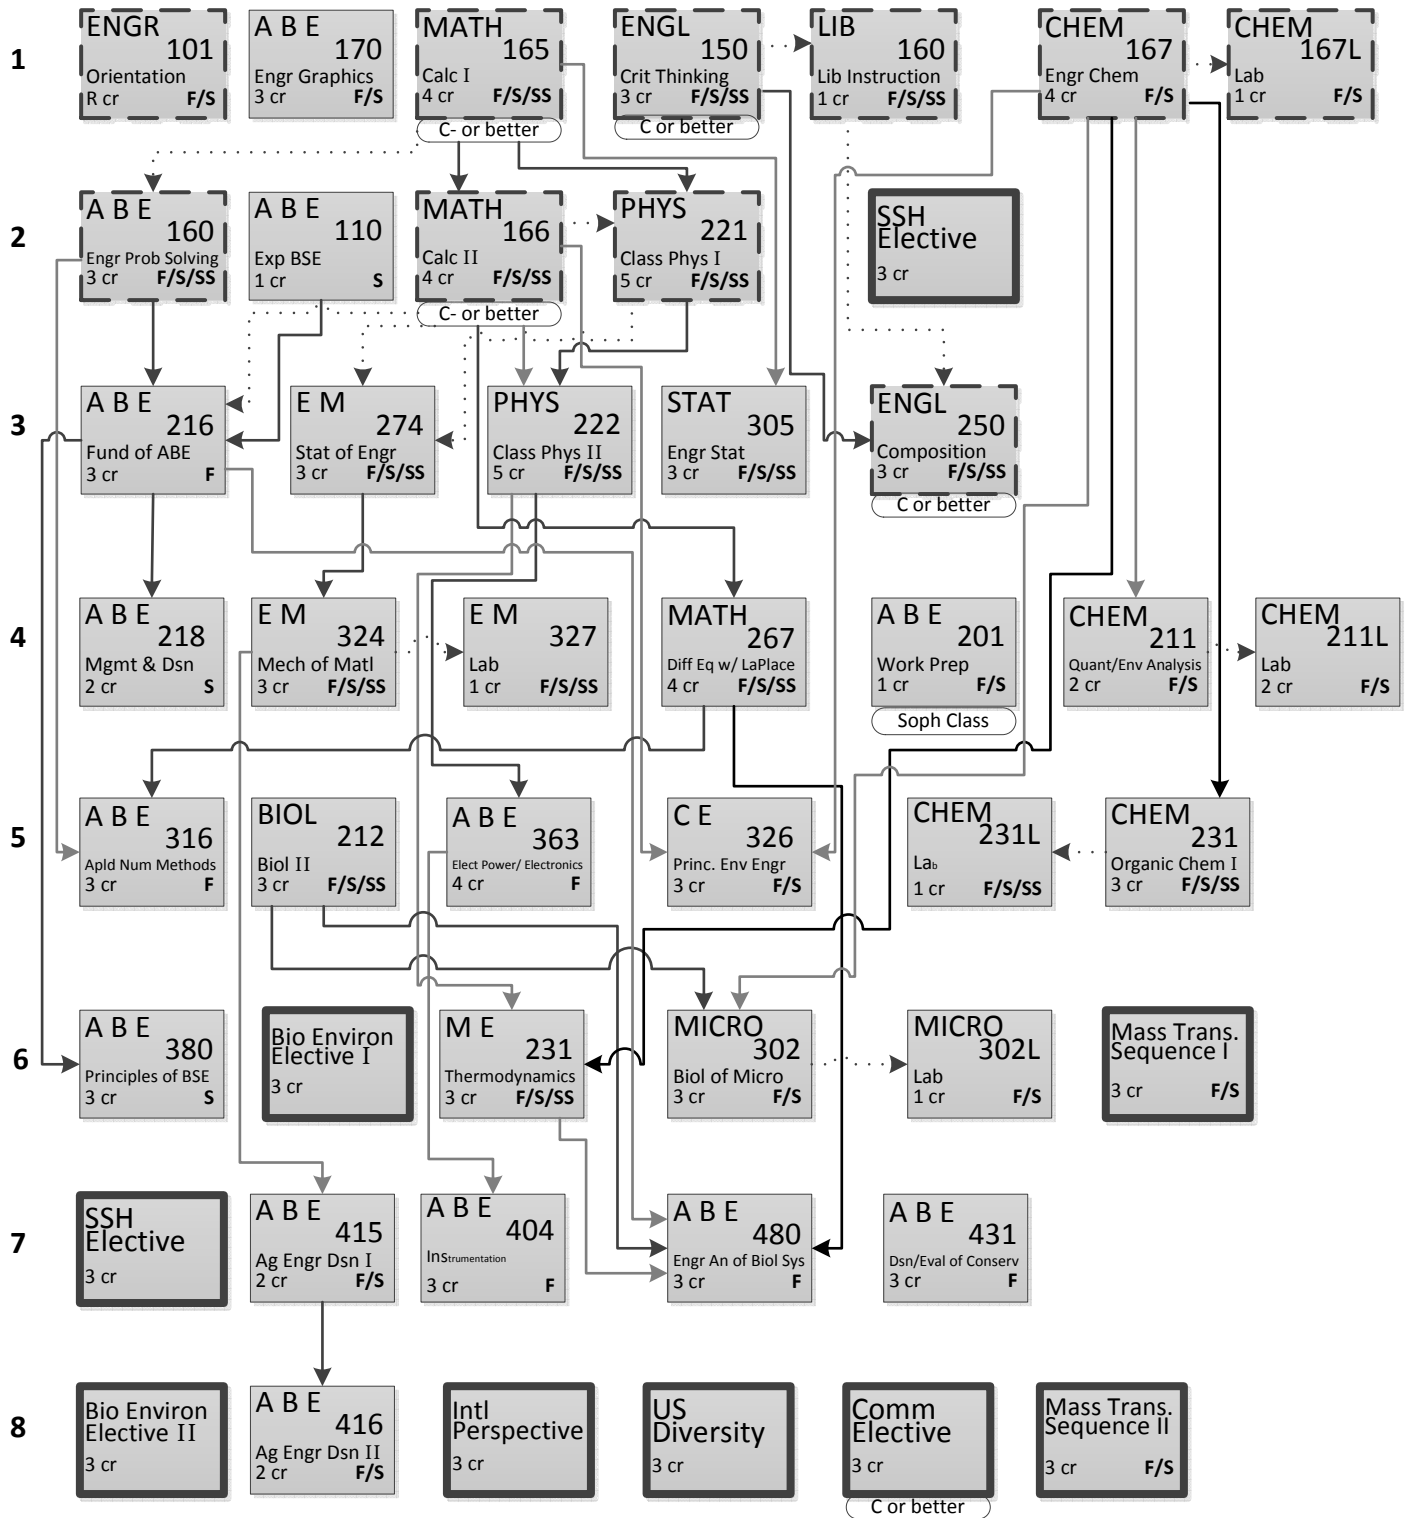 1
ENGR
101
Orientation
R cr F/S
A B E
170
Engr Graphics
3 cr F/S
MATH
165
Calc I
4 cr F/S/SS
C- or better
ENGL
150
Crit Thinking
3 cr F/S/SS
C or better
LIB
160
Lib Instruction
1 cr F/S/SS
CHEM
167
Engr Chem
4 cr F/S
CHEM
167L
Lab
1 cr F/S
2
A B E
160
Engr Prob Solving
3 cr F/S/SS
A B E
110
Exp BSE
1 cr S
MATH
166
Calc II
4 cr F/S/SS
C- or better
PHYS
221
Class Phys I
5 cr F/S/SS
SSH
Elective
3 cr
3
A B E
216
Fund of ABE
3 cr F
E M
274
Stat of Engr
3 cr F/S/SS
PHYS
222
Class Phys II
5 cr F/S/SS
STAT
305
Engr Stat
3 cr F/S/SS
ENGL
250
Composition
3 cr F/S/SS
C or better
4
A B E
218
Mgmt & Dsn
2 cr S
E M
324
Mech of Matl
3 cr F/S/SS
E M
327
Lab
1 cr F/S/SS
MATH
267
Diff Eq w/ LaPlace
4 cr F/S/SS
A B E
201
Work Prep
1 cr F/S
Soph Class
CHEM
211
Quant/Env Analysis
2 cr F/S
CHEM
211L
Lab
2 cr F/S
5
A B E
316
Apld Num Methods
3 cr F
BIOL
212
Biol II
3 cr F/S/SS
A B E
363
Elect Power/ Electronics
4 cr F
C E
326
Princ. Env Engr
3 cr F/S
CHEM
231L
Lab
1 cr F/S/SS
CHEM
231
Organic Chem I
3 cr F/S/SS
6
A B E
380
Principles of BSE
3 cr S
Bio Environ
Elective I
3 cr
M E
231
Thermodynamics
3 cr F/S/SS
MICRO
302
Biol of Micro
3 cr F/S
MICRO
302L
Lab
1 cr F/S
Mass Trans.
Sequence I
3 cr F/S
7
SSH
Elective
3 cr
A B E
415
Ag Engr Dsn I
2 cr F/S
A B E
404
Instrumentation
3 cr F
A B E
480
Engr An of Biol Sys
3 cr F
A B E
431
Dsn/Eval of Conserv
3 cr F
8
Bio Environ
Elective II
3 cr
A B E
416
Ag Engr Dsn II
2 cr F/S
Intl
Perspective
3 cr
US
Diversity
3 cr
Comm
Elective
3 cr
C or better
Mass Trans.
Sequence II
3 cr F/S